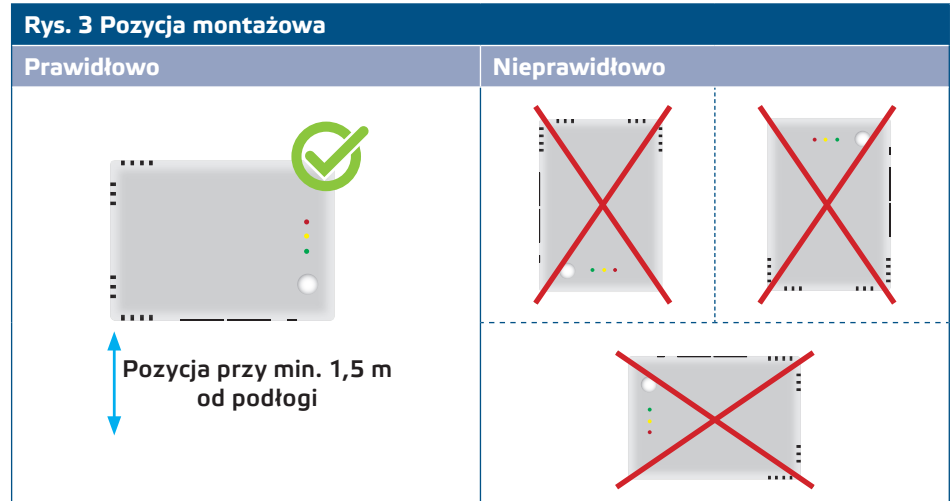 Rys. 3 Pozycja montażowa
Prawidłowo
Nieprawidłowo
Pozycja przy min. 1,5 m
od podłogi